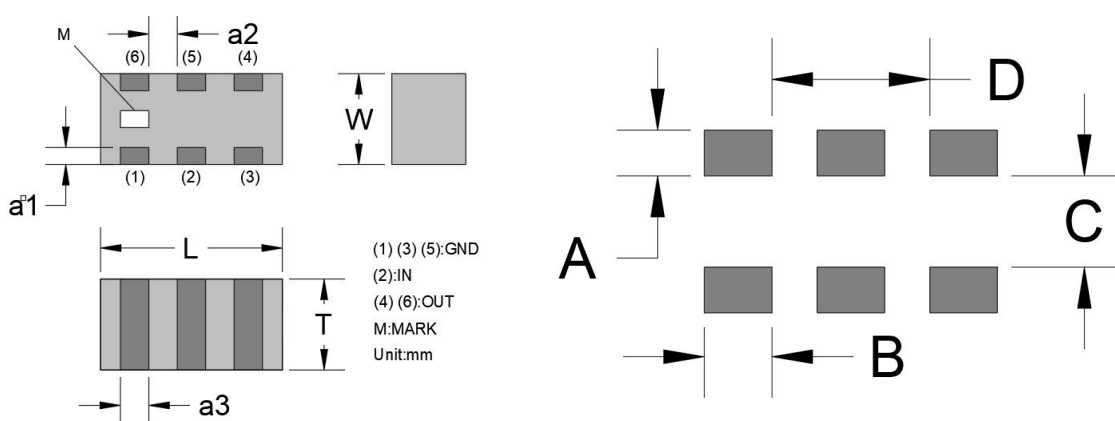 M
a2
(6) (5) (4)
W
(1) (2) (3)
a1
L
(1) (3) (5):GND
(2):IN
(4) (6):OUT
M:MARK
Unit:mm
T
a3
D
A
C
B